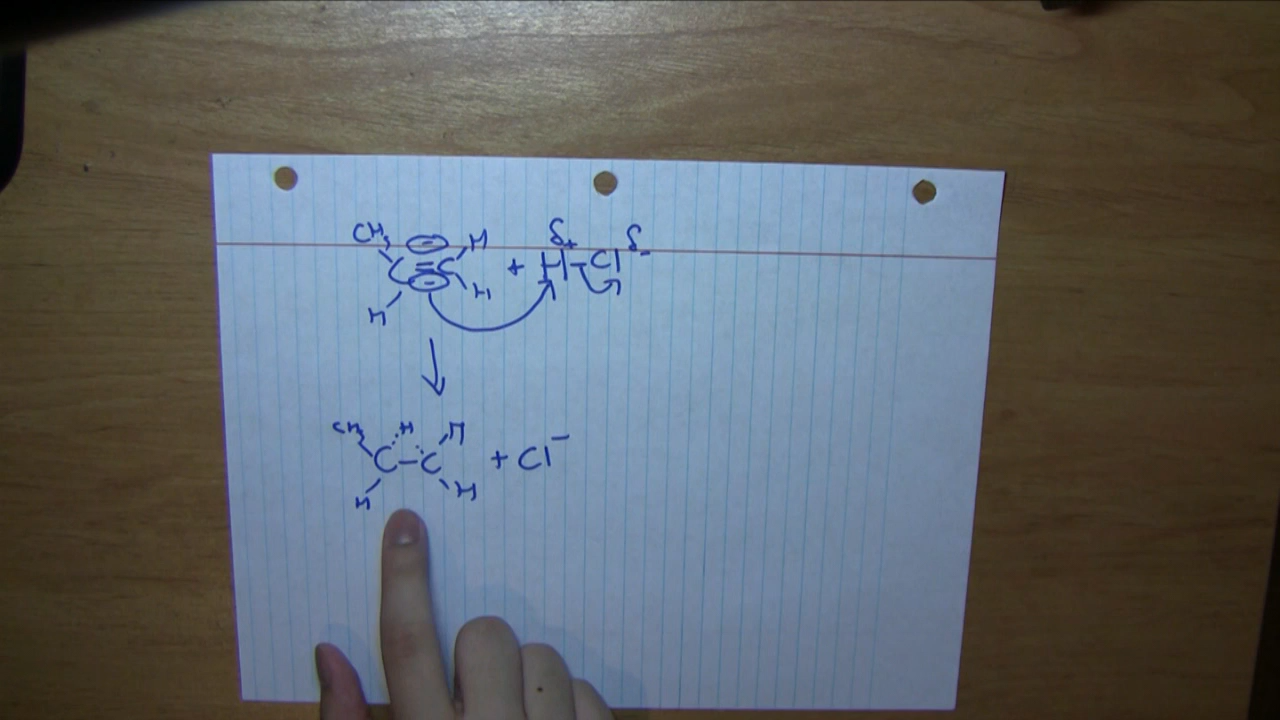 CH3 H δ+ δ-
C=C + H-Cl
H H
CH3 H H
C-C + Cl-
H H